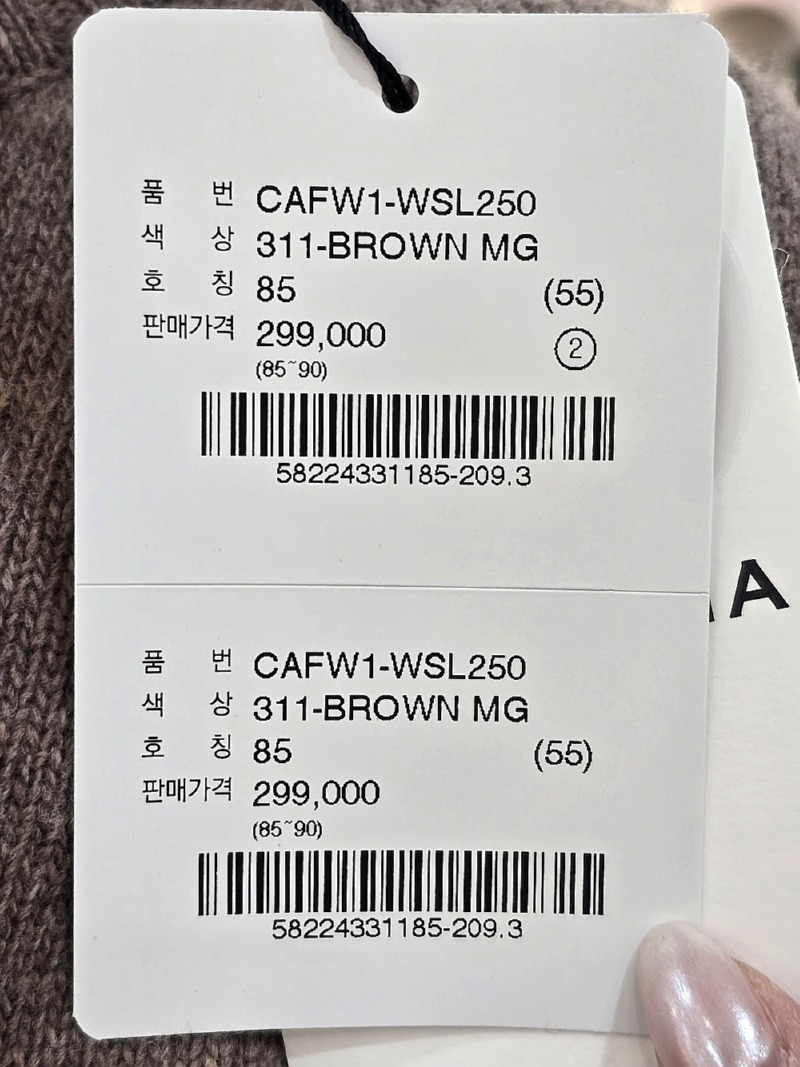 품 번 CAFW1-WSL250
색 상 311-BROWN MG
호 칭 85 (55)
판매가격 299,000 ②
(85~90)
58224331185-209.3
A
품 번 CAFW1-WSL250
색 상 311-BROWN MG
호 칭 85 (55)
판매가격 299,000
(85~90)
58224331185-209.3